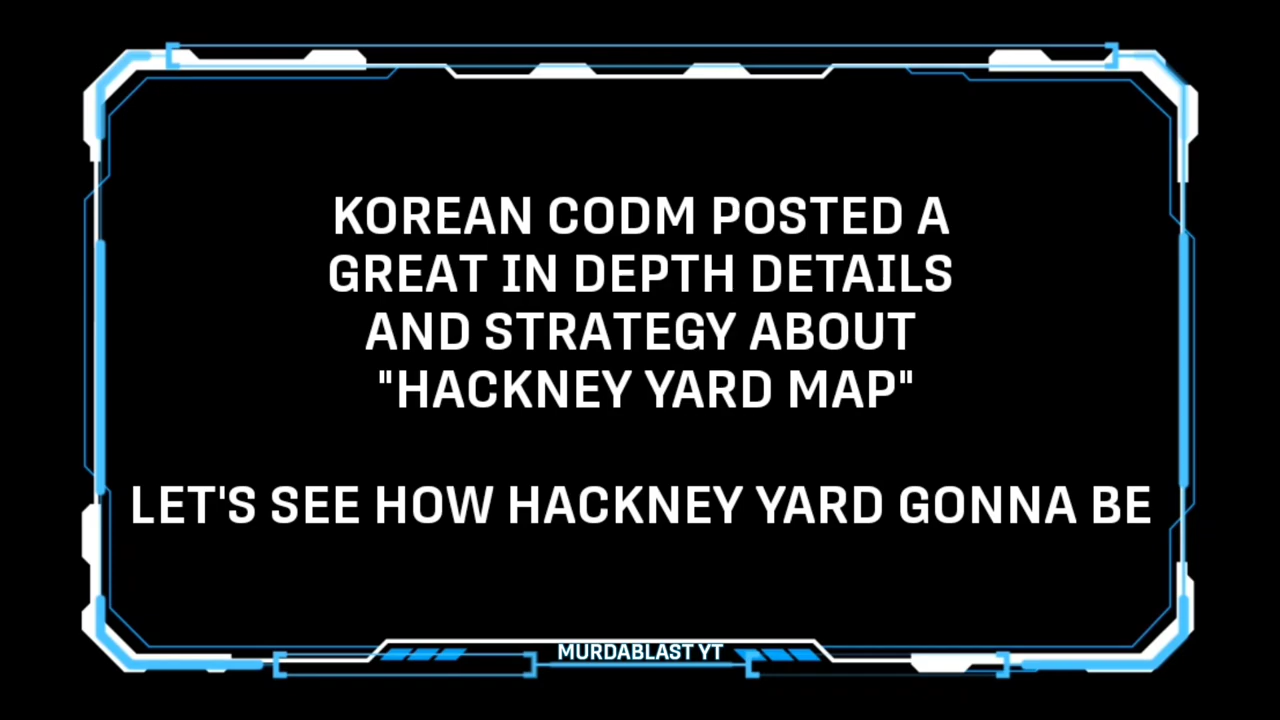 KOREAN CODM POSTED A
GREAT IN DEPTH DETAILS
AND STRATEGY ABOUT
"HACKNEY YARD MAP"
LET'S SEE HOW HACKNEY YARD GONNA BE
MURDABLAST YT